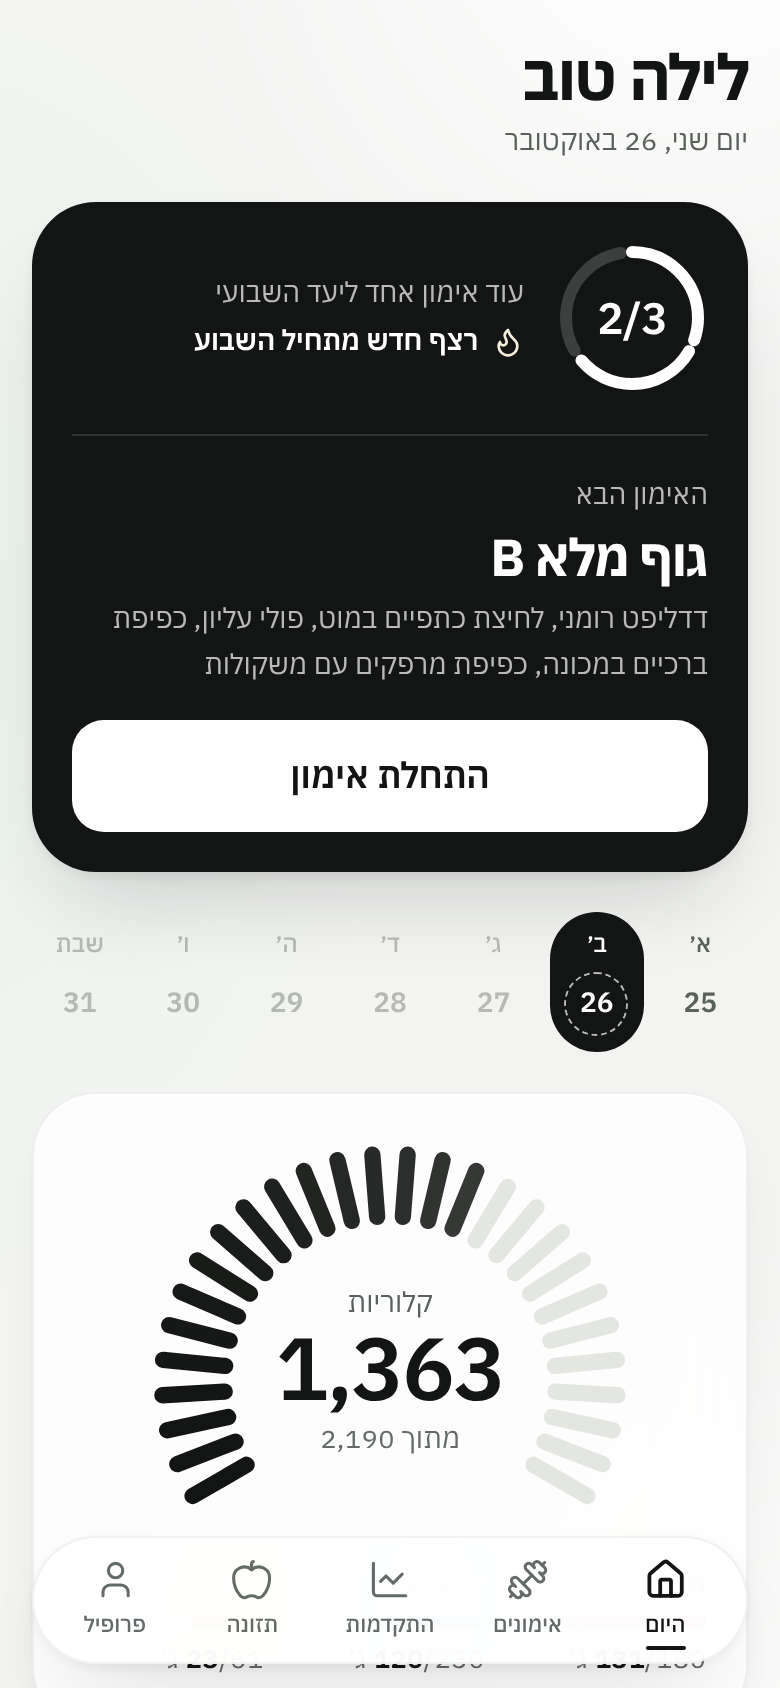 לילה טוב
יום שני, 26 באוקטובר
2/3
עוד אימון אחד ליעד השבועי
רצף חדש מתחיל השבוע
האימון הבא
גוף מלא B
דדליפט רומני, לחיצת כתפיים במוט, פולי עליון, כפיפת
ברכיים במכונה, כפיפת מרפקים עם משקולות
התחלת אימון
א׳ ב׳ ג׳ ד׳ ה׳ ו׳ שבת
25 26 27 28 29 30 31
קלוריות
1,363
מתוך 2,190
היום אימונים התקדמות תזונה פרופיל